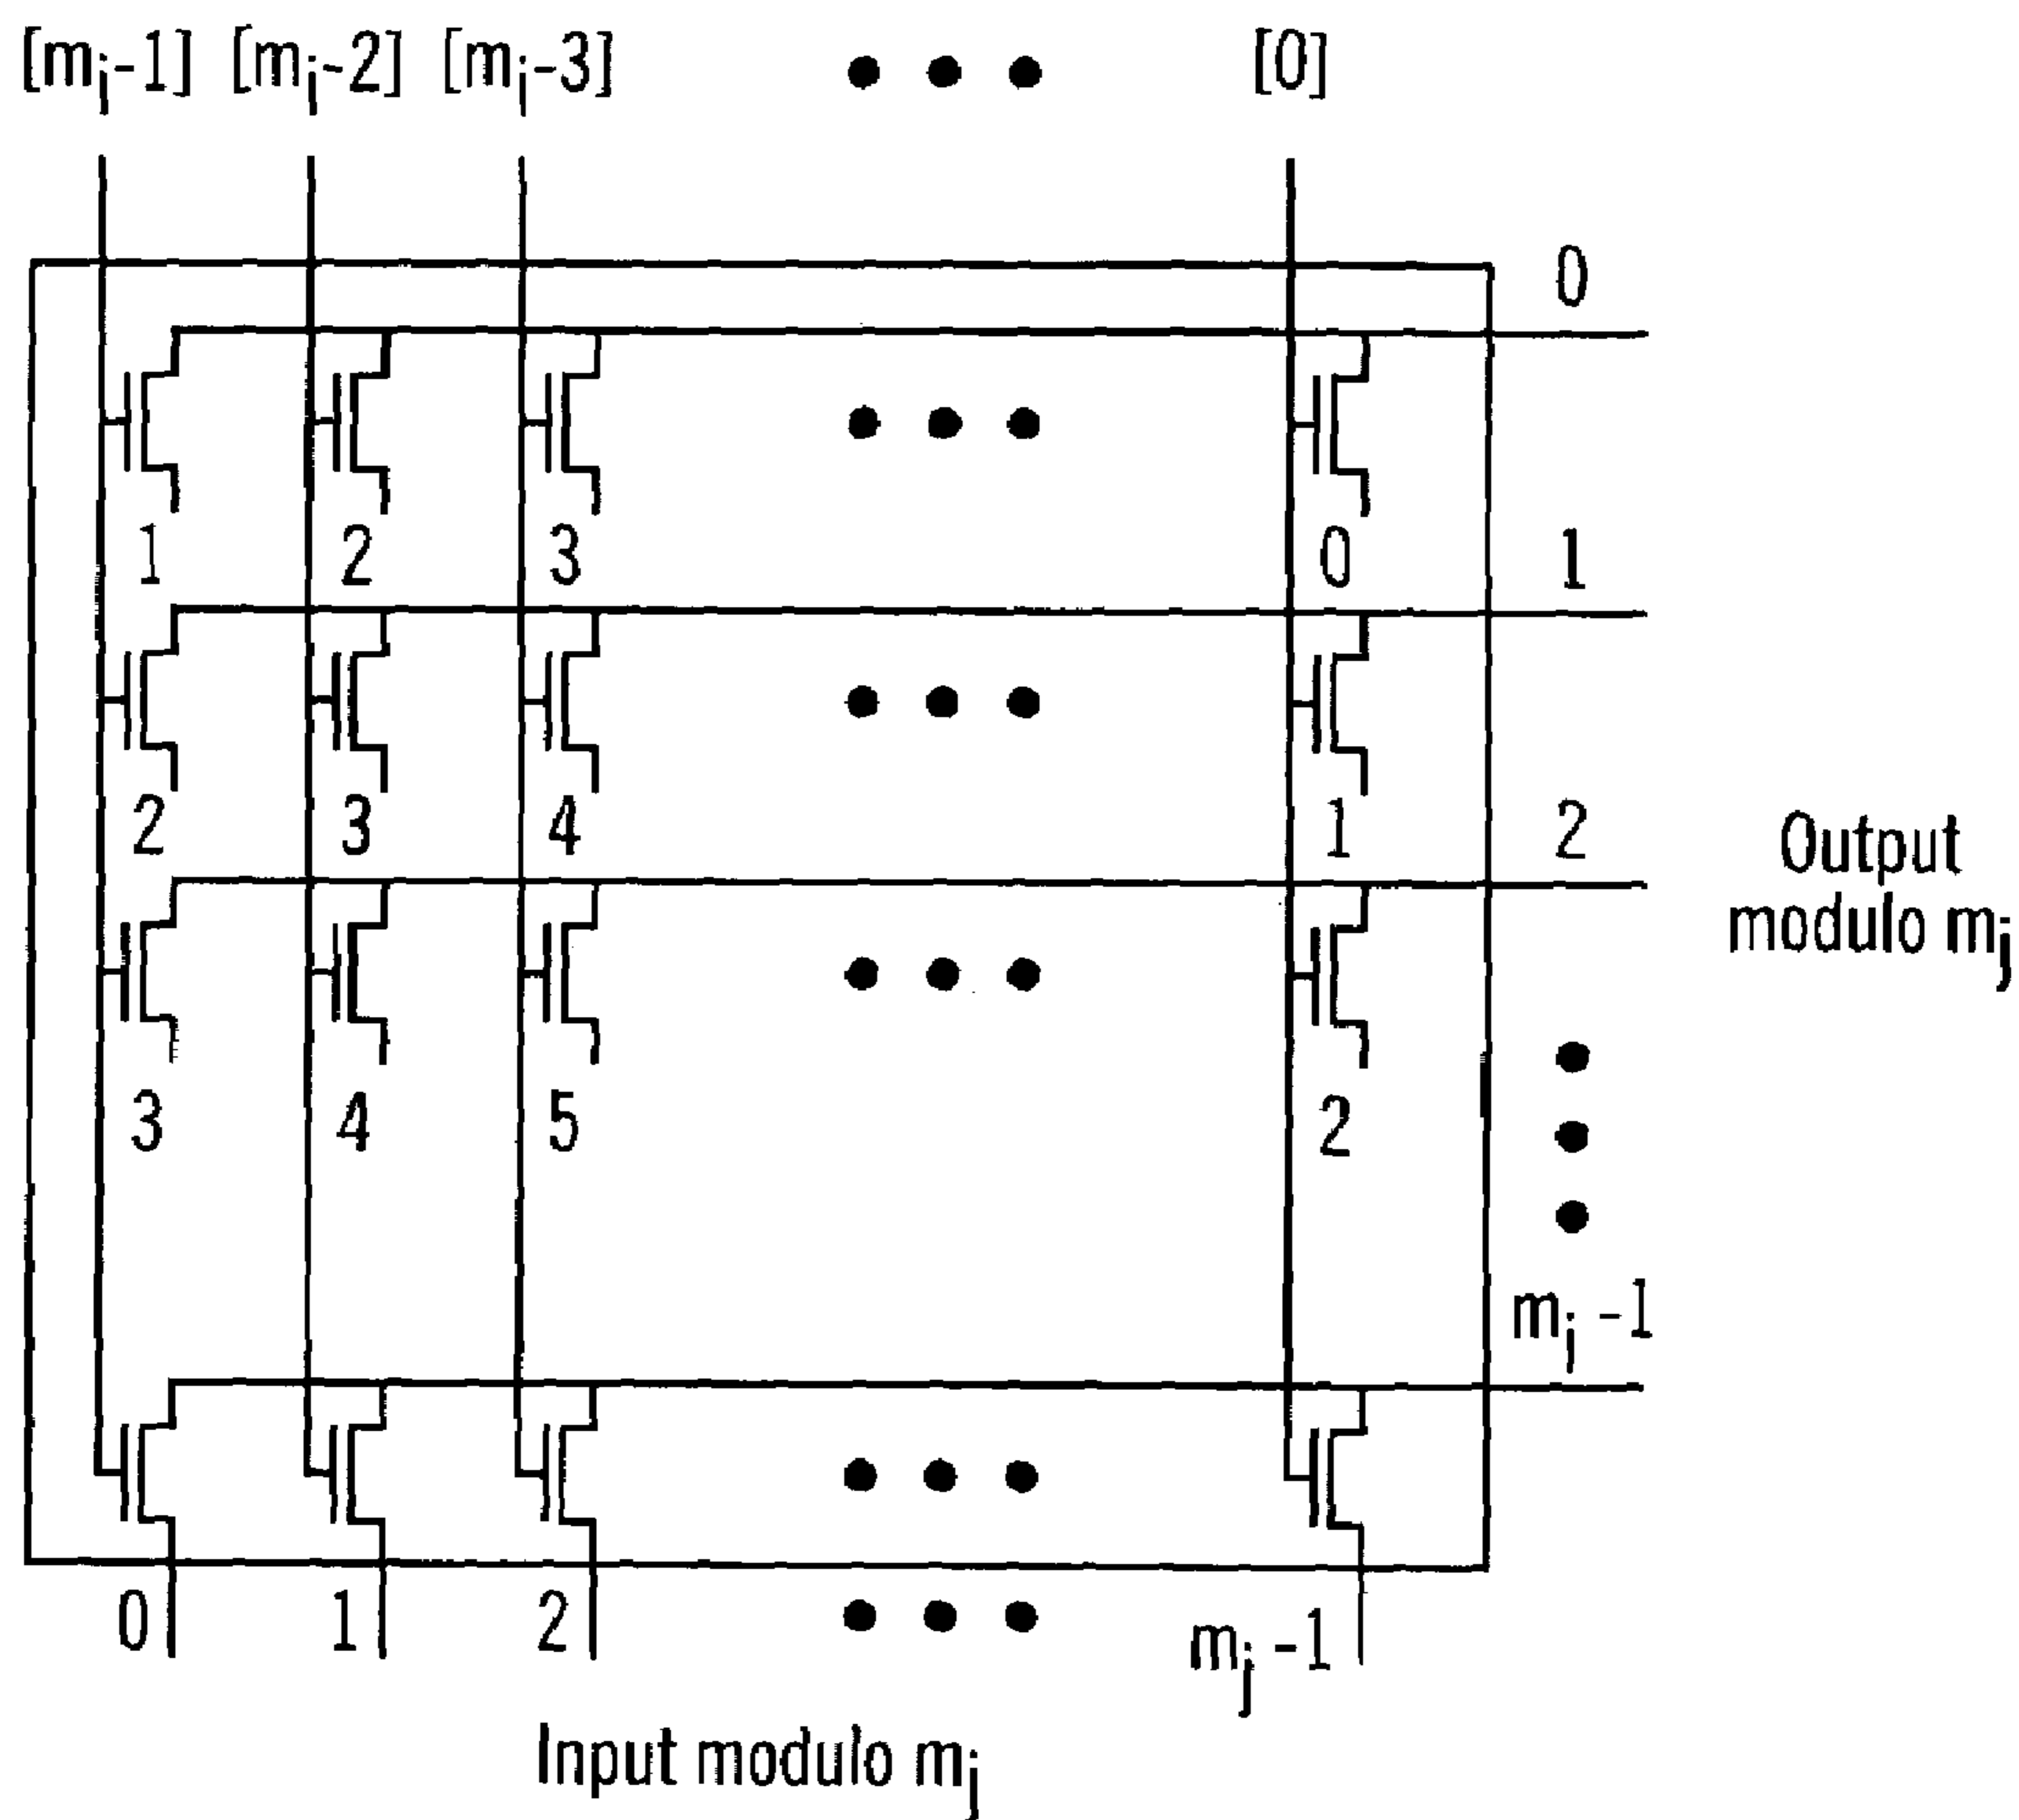 [mj-1] [mj-2] [mj-3] • • • [0]
0
• • •
1 2 3 0 1
• • •
2 3 4 1 2
Output
modulo mj
• • •
3 4 5 2
•
•
•
mj -1
• • •
0 1 2 • • • mj -1
Input modulo mj